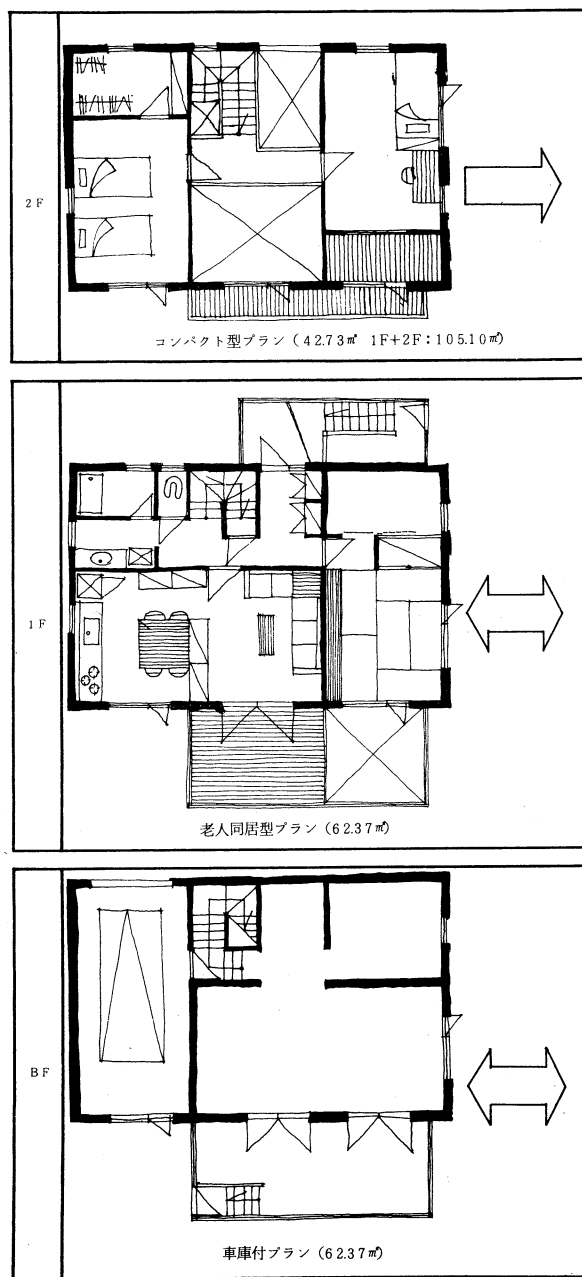 2F
コンパクト型プラン (42.73㎡ 1F+2F:105.10㎡)
1F
老人同居型プラン (62.37㎡)
BF
車庫付プラン (62.37㎡)